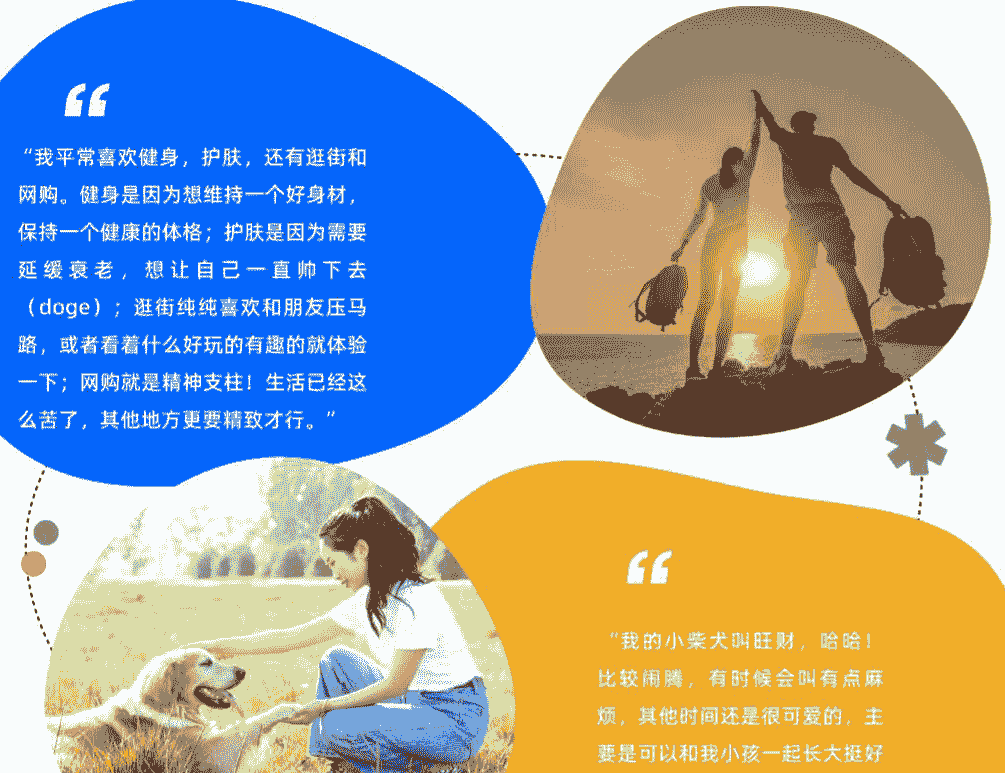 “我平常喜欢健身，护肤，还有逛街和
网购。健身是因为想维持一个好身材，
保持一个健康的体格；护肤是因为需要
延缓衰老，想让自己一直帅下去
（doge）；逛街纯纯喜欢和朋友压马
路，或者看着什么好玩的有趣的就体验
一下；网购就是精神支柱！生活已经这
么苦了，其他地方更要精致才行。”
“我的小柴犬叫旺财，哈哈！
比较闹腾，有时候会叫有点麻
烦，其他时间还是很可爱的，主
要是可以和我小孩一起长大挺好